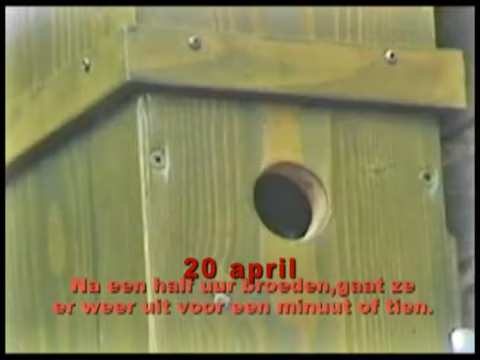 20 april
Na een half uur broeden,gaat ze
er weer uit voor een minuut of tien.